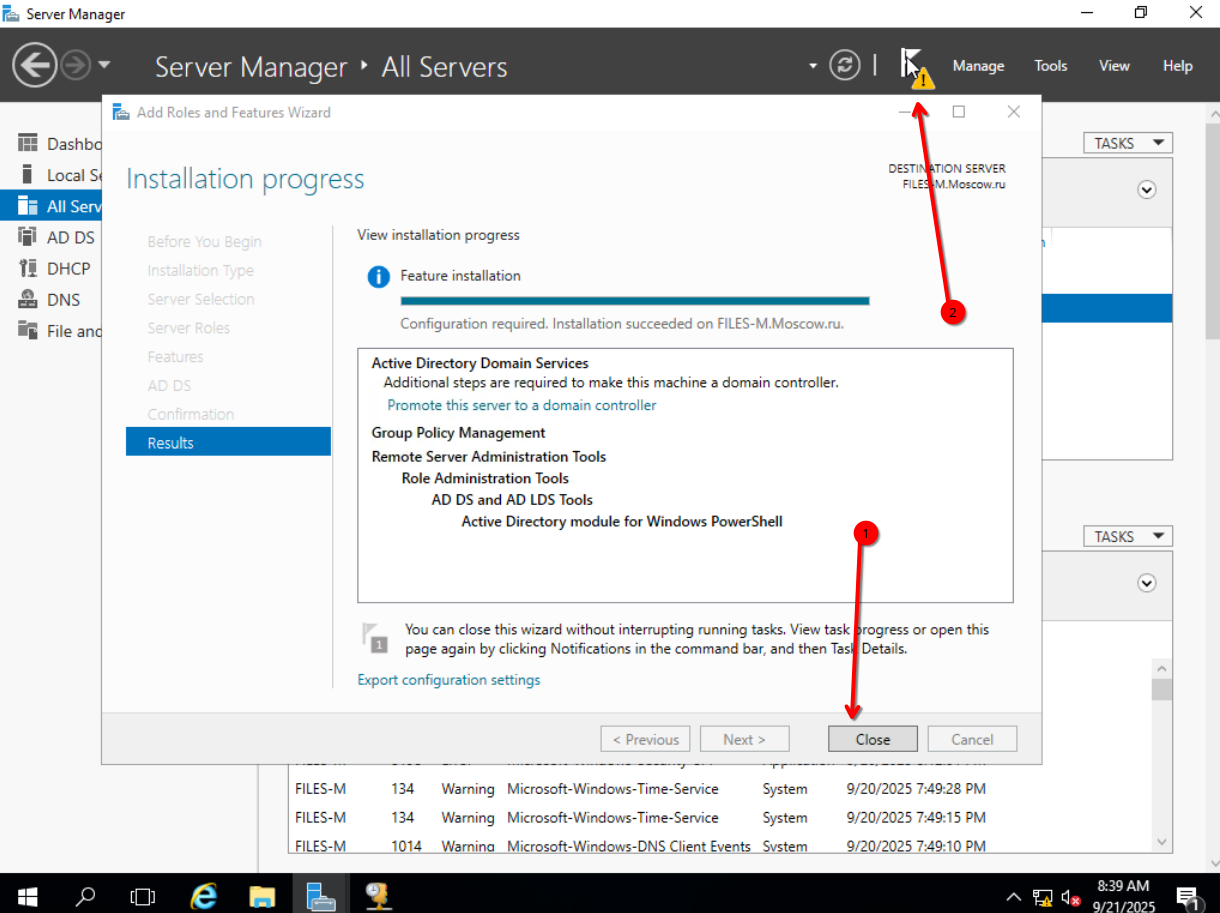 Server Manager
Server Manager ‣ All Servers
Manage Tools View Help
Add Roles and Features Wizard
Installation progress
DESTINATION SERVER
FILES-M.Moscow.ru
Dashbo
Local Se
All Serv
AD DS
DHCP
DNS
File and
TASKS
Before You Begin
Installation Type
Server Selection
Server Roles
Features
AD DS
Confirmation
Results
View installation progress
Feature installation
Configuration required. Installation succeeded on FILES-M.Moscow.ru.
2
Active Directory Domain Services
Additional steps are required to make this machine a domain controller.
Promote this server to a domain controller
Group Policy Management
Remote Server Administration Tools
Role Administration Tools
AD DS and AD LDS Tools
Active Directory module for Windows PowerShell
1
TASKS
1
You can close this wizard without interrupting running tasks. View task progress or open this
page again by clicking Notifications in the command bar, and then Task Details.
Export configuration settings
< Previous Next > Close Cancel
FILES-M 134 Warning Microsoft-Windows-Time-Service System 9/20/2025 7:49:28 PM
FILES-M 134 Warning Microsoft-Windows-Time-Service System 9/20/2025 7:49:15 PM
FILES-M 1014 Warning Microsoft-Windows-DNS Client Events System 9/20/2025 7:49:10 PM
8:39 AM
9/21/2025
1